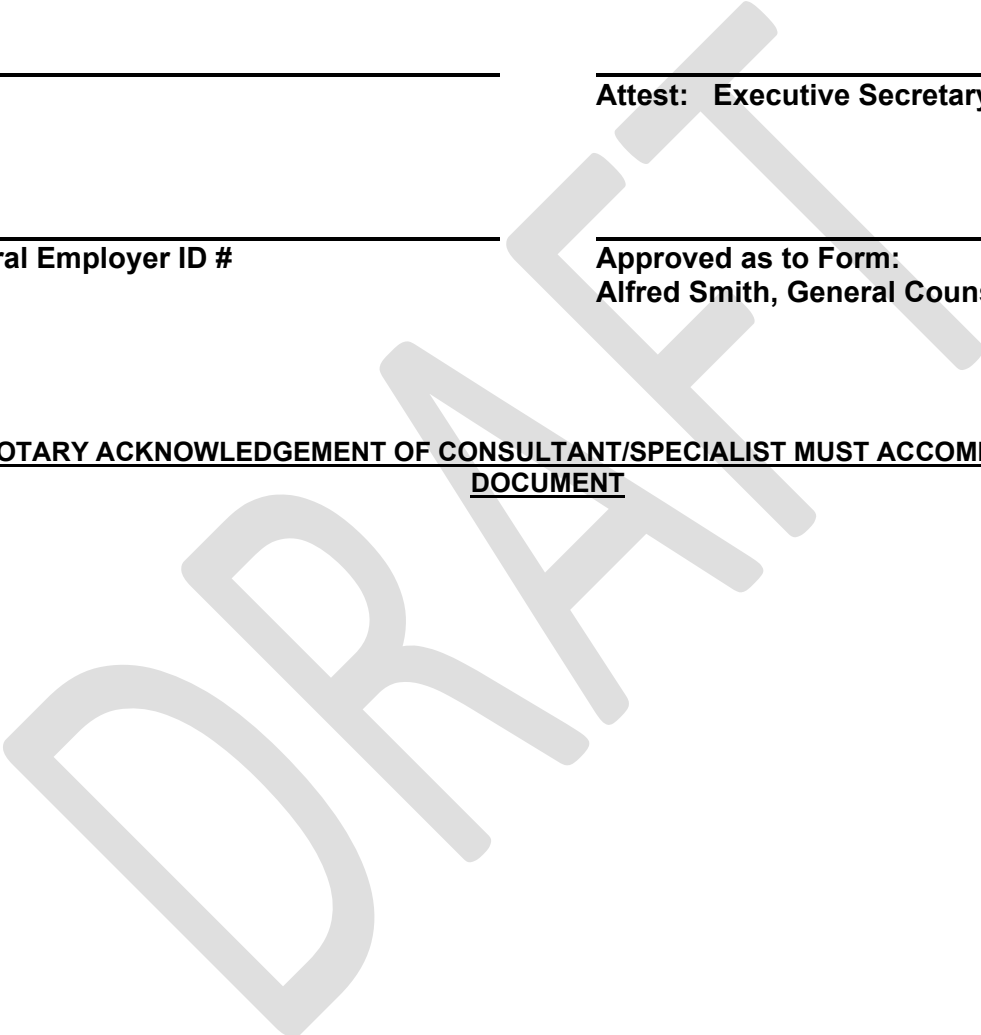 Attest: Executive Secretary
ral Employer ID #
Approved as to Form:
Alfred Smith, General Couns
OTARY ACKNOWLEDGEMENT OF CONSULTANT/SPECIALIST MUST ACCOM
DOCUMENT
DRAFT